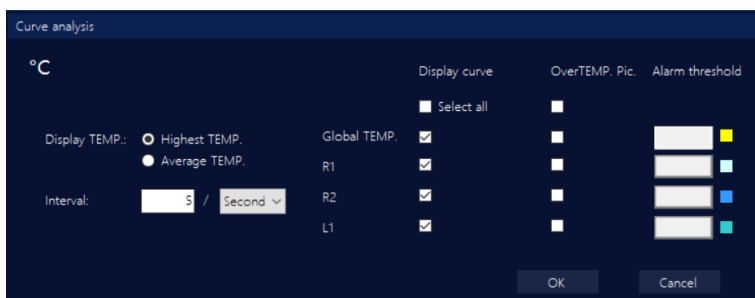 Curve analysis
°C
Display curve OverTEMP. Pic. Alarm threshold
Select all
Display TEMP.: Highest TEMP. Global TEMP.
Average TEMP. R1
Interval: 5 / Second R2
L1
OK Cancel